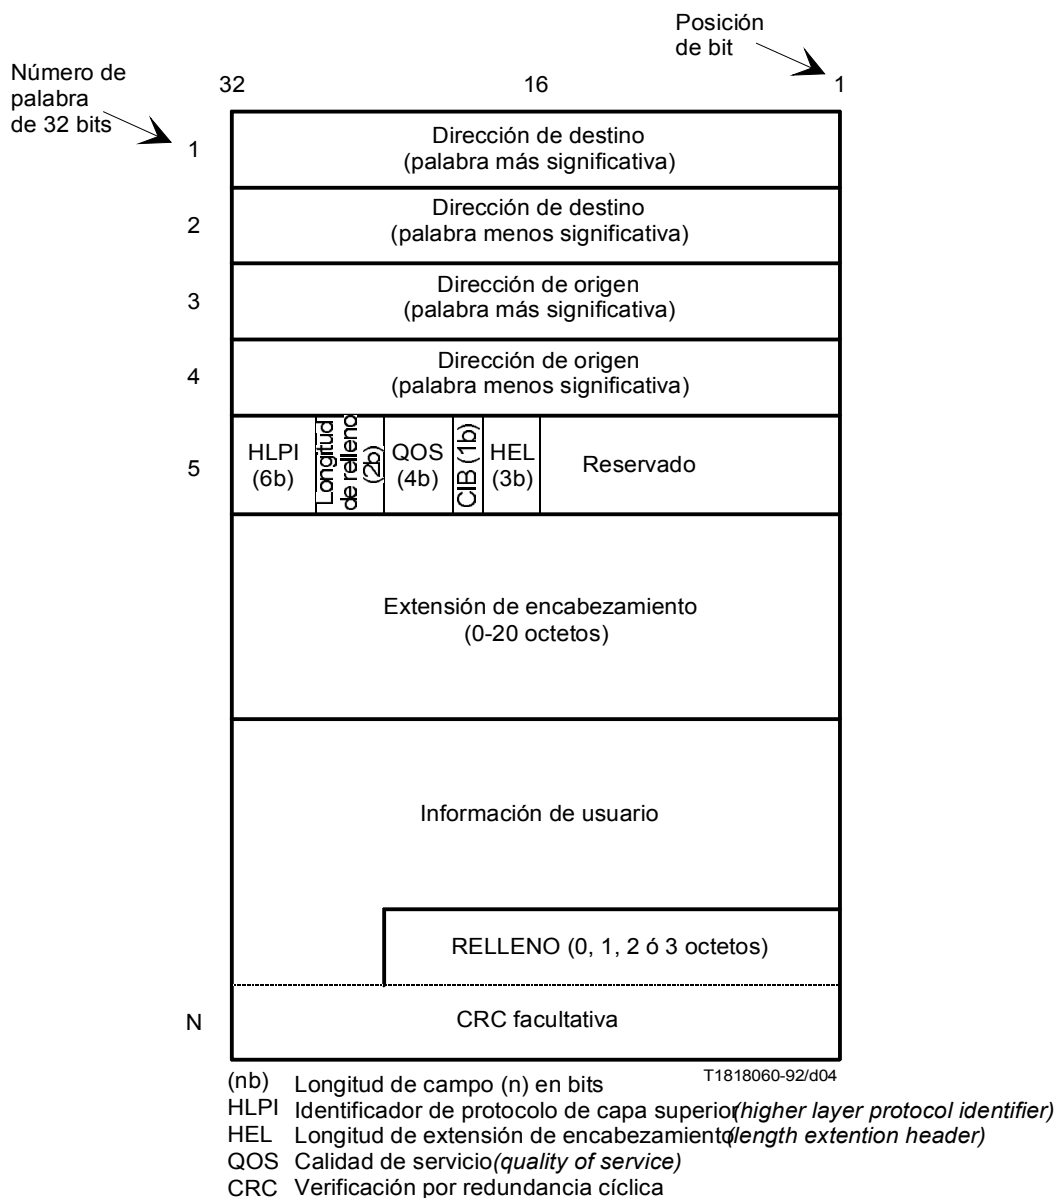 Posición
de bit
Número de
palabra
de 32 bits
32
16
1
1
Dirección de destino
(palabra más significativa)
2
Dirección de destino
(palabra menos significativa)
3
Dirección de origen
(palabra más significativa)
4
Dirección de origen
(palabra menos significativa)
5
HLPI
(6b)
Longitud
de relleno
(2b)
QOS
(4b)
CIB (1b)
HEL
(3b)
Reservado
Extensión de encabezamiento
(0-20 octetos)
Información de usuario
RELLENO (0, 1, 2 ó 3 octetos)
N
CRC facultativa
T1818060-92/d04
(nb) Longitud de campo (n) en bits
HLPI Identificador de protocolo de capa superior (higher layer protocol identifier)
HEL Longitud de extensión de encabezamiento (length extention header)
QOS Calidad de servicio (quality of service)
CRC Verificación por redundancia cíclica